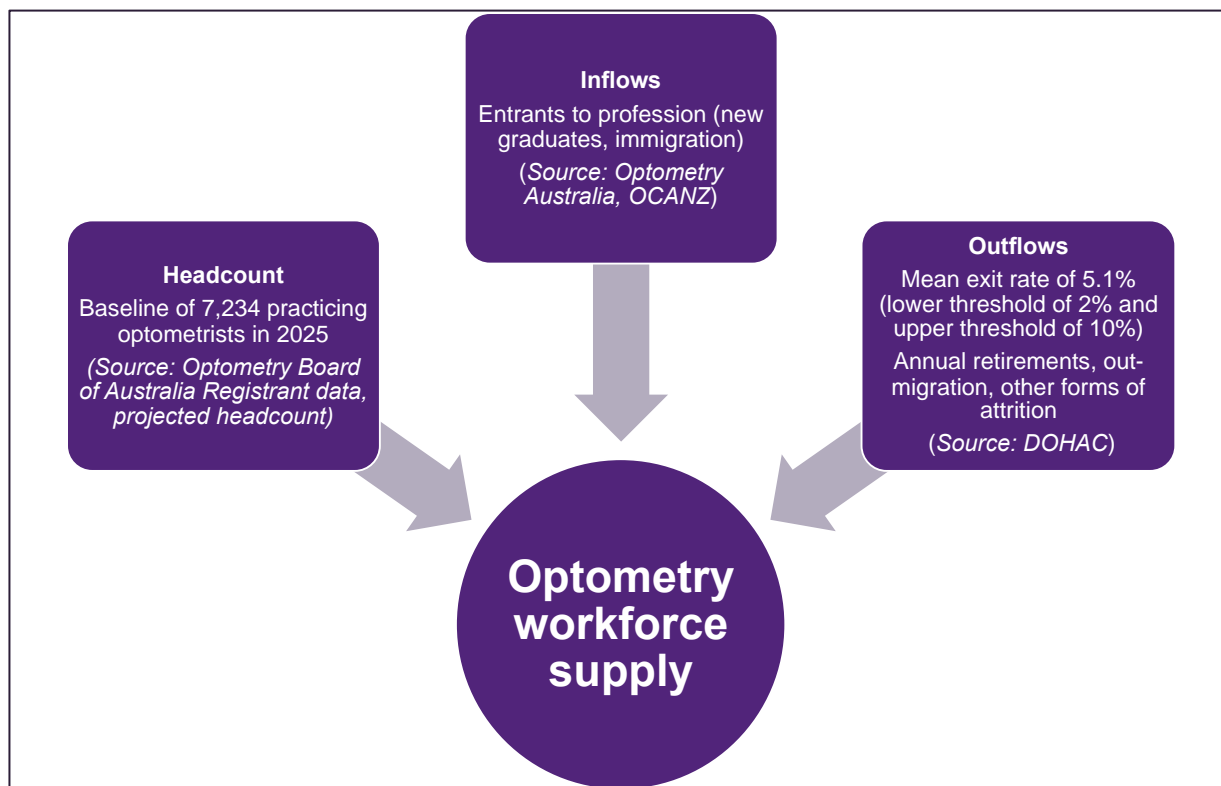 Inflows
Entrants to profession (new
graduates, immigration)
(Source: Optometry
Australia, OCANZ)
Headcount
Baseline of 7,234 practicing
optometrists in 2025
(Source: Optometry Board
of Australia Registrant data,
projected headcount)
Outflows
Mean exit rate of 5.1%
(lower threshold of 2% and
upper threshold of 10%)
Annual retirements, out-
migration, other forms of
attrition
(Source: DOHAC)
Optometry
workforce
supply